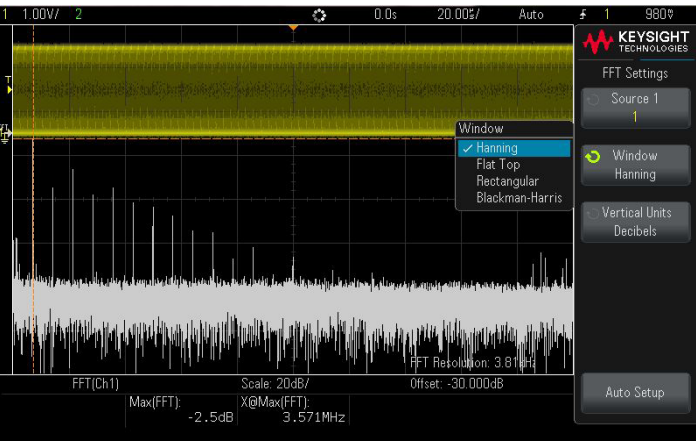 1 1.00V/ 2 0.0s 20.00㎲/ Auto 1 980
KEYSIGHT
TECHNOLOGIES
FFT Settings
Source 1
1
Window
Hanning
Vertical Units
Decibels
Auto Setup
T
Window
✓ Hanning
Flat Top
Rectangular
Blackman-Harris
FFT Resolution: 3.81kHz
FFT(Ch1) Scale: 20dB/ Offset: -30.000dB
Max(FFT): X@Max(FFT):
-2.5dB 3.571MHz